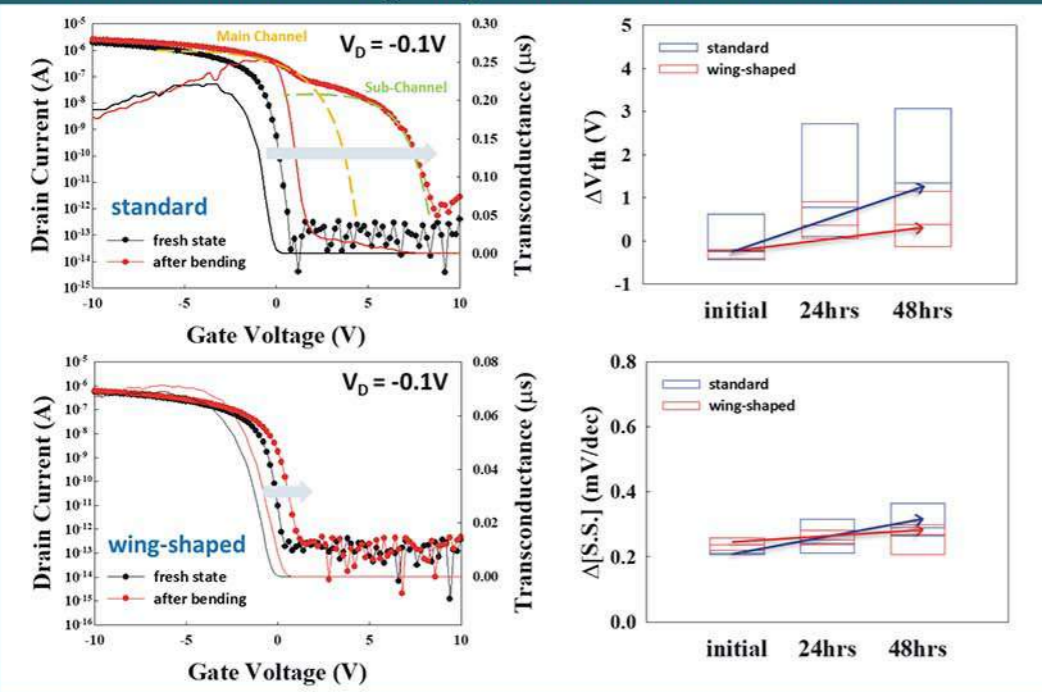 Main Channel
V_D = -0.1V
Sub-Channel
standard
fresh state
after bending
Drain Current (A)
10⁻⁵
10⁻⁶
10⁻⁷
10⁻⁸
10⁻⁹
10⁻¹⁰
10⁻¹¹
10⁻¹²
10⁻¹³
10⁻¹⁴
10⁻¹⁵
-10
-5
0
5
10
Gate Voltage (V)
0.30
0.25
0.20
0.15
0.10
0.05
0.00
Transconductance (μs)
standard
wing-shaped
ΔV_th (V)
5
4
3
2
1
0
-1
initial 24hrs 48hrs
V_D = -0.1V
wing-shaped
fresh state
after bending
Drain Current (A)
10⁻⁵
10⁻⁶
10⁻⁷
10⁻⁸
10⁻⁹
10⁻¹⁰
10⁻¹¹
10⁻¹²
10⁻¹³
10⁻¹⁴
10⁻¹⁵
10⁻¹⁶
-10
-5
0
5
10
Gate Voltage (V)
0.08
0.06
0.04
0.02
0.00
Transconductance (μs)
standard
wing-shaped
Δ[S.S.] (mV/dec)
0.8
0.6
0.4
0.2
0.0
initial 24hrs 48hrs